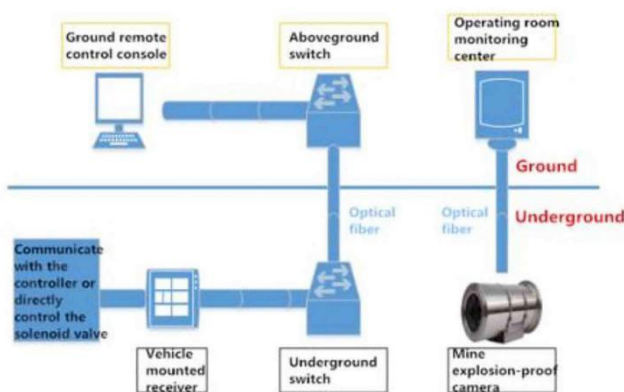 Ground remote
control console
Aboveground
switch
Operating room
monitoring
center
Ground
Optical
fiber
Optical
fiber
Underground
Communicate
with the
controller or
directly
control the
solenoid valve
Vehicle
mounted
receiver
Underground
switch
Mine
explosion-proof
camera